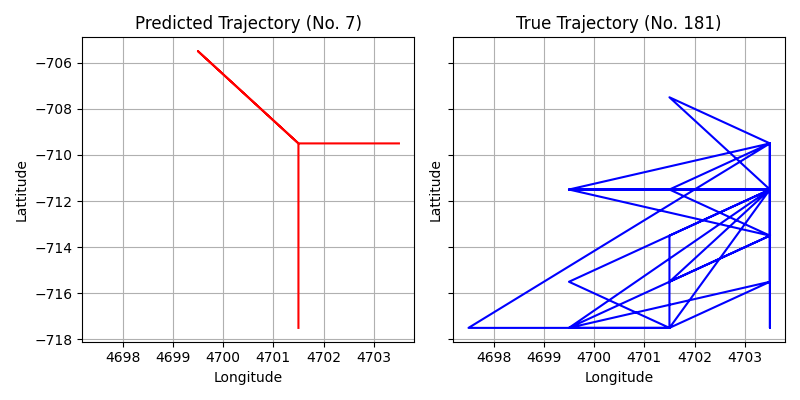 Predicted Trajectory (No. 7)
True Trajectory (No. 181)
−706
−708
−710
−712
−714
−716
−718
Lattitude
Lattitude
4698 4699 4700 4701 4702 4703
4698 4699 4700 4701 4702 4703
Longitude
Longitude